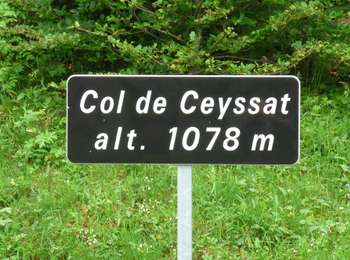 Col de Ceyssat
alt. 1078 m